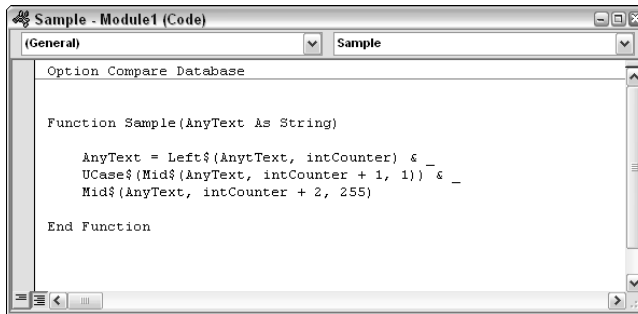 Sample - Module1 (Code)
(General) Sample
Option Compare Database
Function Sample(AnyText As String)
AnyText = Left$(AnytText, intCounter) & _
UCase$(Mid$(AnyText, intCounter + 1, 1)) & _
Mid$(AnyText, intCounter + 2, 255)
End Function